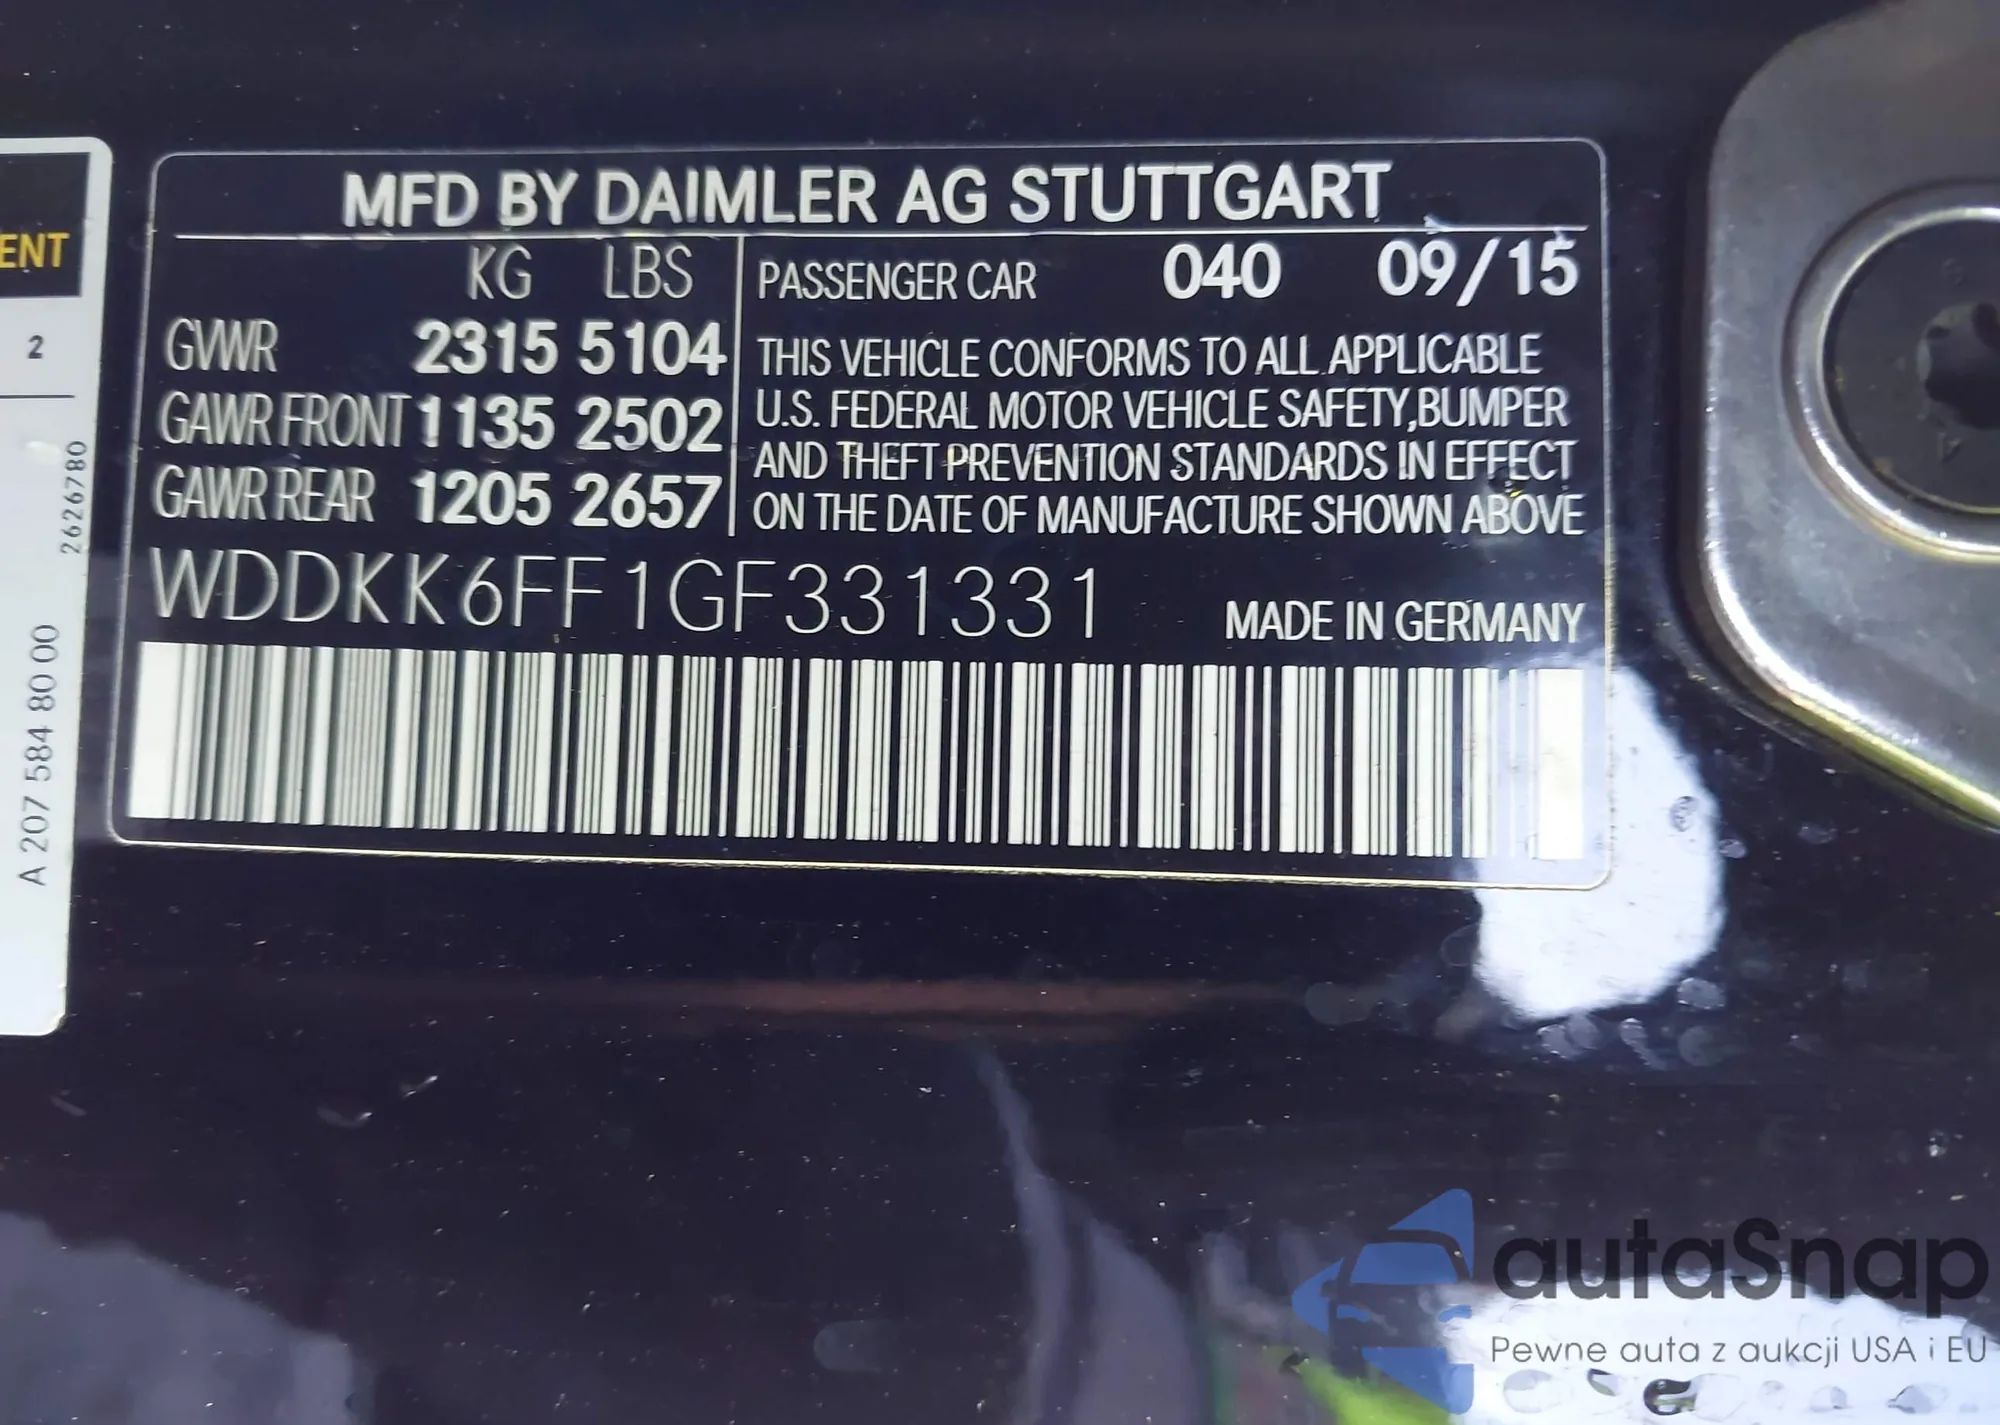 MFD BY DAIMLER AG STUTTGART
KG LBS
GVWR 2315 5104
GAWR FRONT 1135 2502
GAWR REAR 1205 2657
PASSENGER CAR 040 09/15
THIS VEHICLE CONFORMS TO ALL APPLICABLE
U.S. FEDERAL MOTOR VEHICLE SAFETY,BUMPER
AND THEFT PREVENTION STANDARDS IN EFFECT
ON THE DATE OF MANUFACTURE SHOWN ABOVE
WDDKK6FF1GF331331
MADE IN GERMANY
ENT
2
2626780
A 207 584 80 00
autaSnap
Pewne auta z aukcji USA i EU